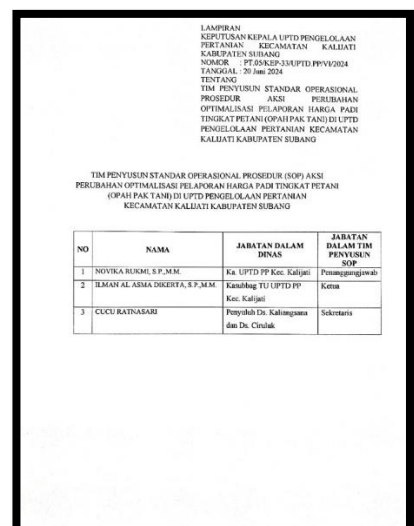 LAMPIRAN
KEPUTUSAN KEPALA UPTD PENGELOLAAN
PERTANIAN KECAMATAN KALIJATI
KABUPATEN SUBANG
NOMOR : PT.05/KEP-33/UPTD.PP/VI/2024
TANGGAL : 20 Juni 2024
TENTANG
TIM PENYUSUN STANDAR OPERASIONAL
PROSEDUR AKSI PERUBAHAN
OPTIMALISASI PELAPORAN HARGA PADI
TINGKAT PETANI (OPAH PAK TANI) DI UPTD
PENGELOLAAN PERTANIAN KECAMATAN
KALIJATI KABUPATEN SUBANG
TIM PENYUSUN STANDAR OPERASIONAL PROSEDUR (SOP) AKSI
PERUBAHAN OPTIMALISASI PELAPORAN HARGA PADI TINGKAT PETANI
(OPAH PAK TANI) DI UPTD PENGELOLAAN PERTANIAN
KECAMATAN KALIJATI KABUPATEN SUBANG
NO NAMA JABATAN DALAM DINAS JABATAN DALAM TIM PENYUSUN SOP
1 NOVIKA RUKMI, S.P.,M.M. Ka. UPTD PP Kec. Kalijati Penanggungjawab
2 ILMAN AL ASMA DIKERTA, S.P.,M.M. Kasubbag TU UPTD PP Kec. Kalijati Ketua
3 CUCU RATNASARI Penyuluh Ds. Kaliangsana dan Ds. Ciruluk Sekretaris